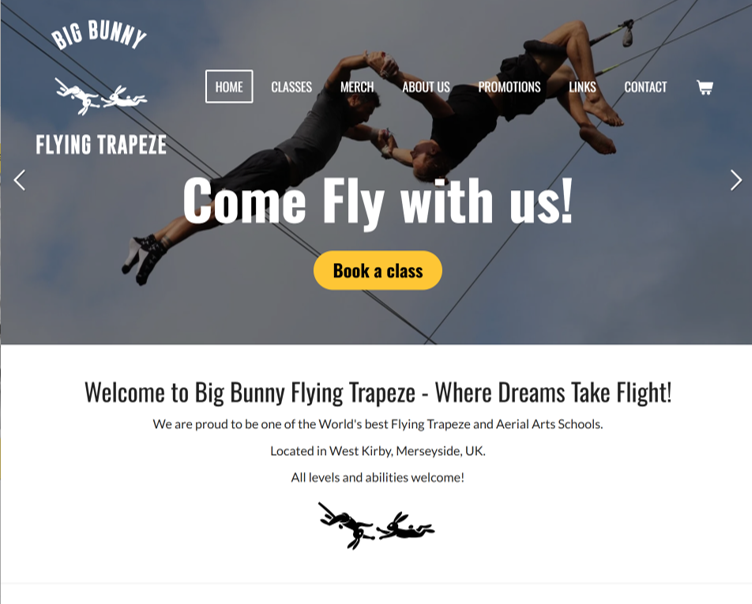 BIG BUNNY
FLYING TRAPEZE
HOME CLASSES MERCH ABOUT US PROMOTIONS LINKS CONTACT
Come Fly with us!
Book a class
Welcome to Big Bunny Flying Trapeze - Where Dreams Take Flight!
We are proud to be one of the World's best Flying Trapeze and Aerial Arts Schools.
Located in West Kirby, Merseyside, UK.
All levels and abilities welcome!